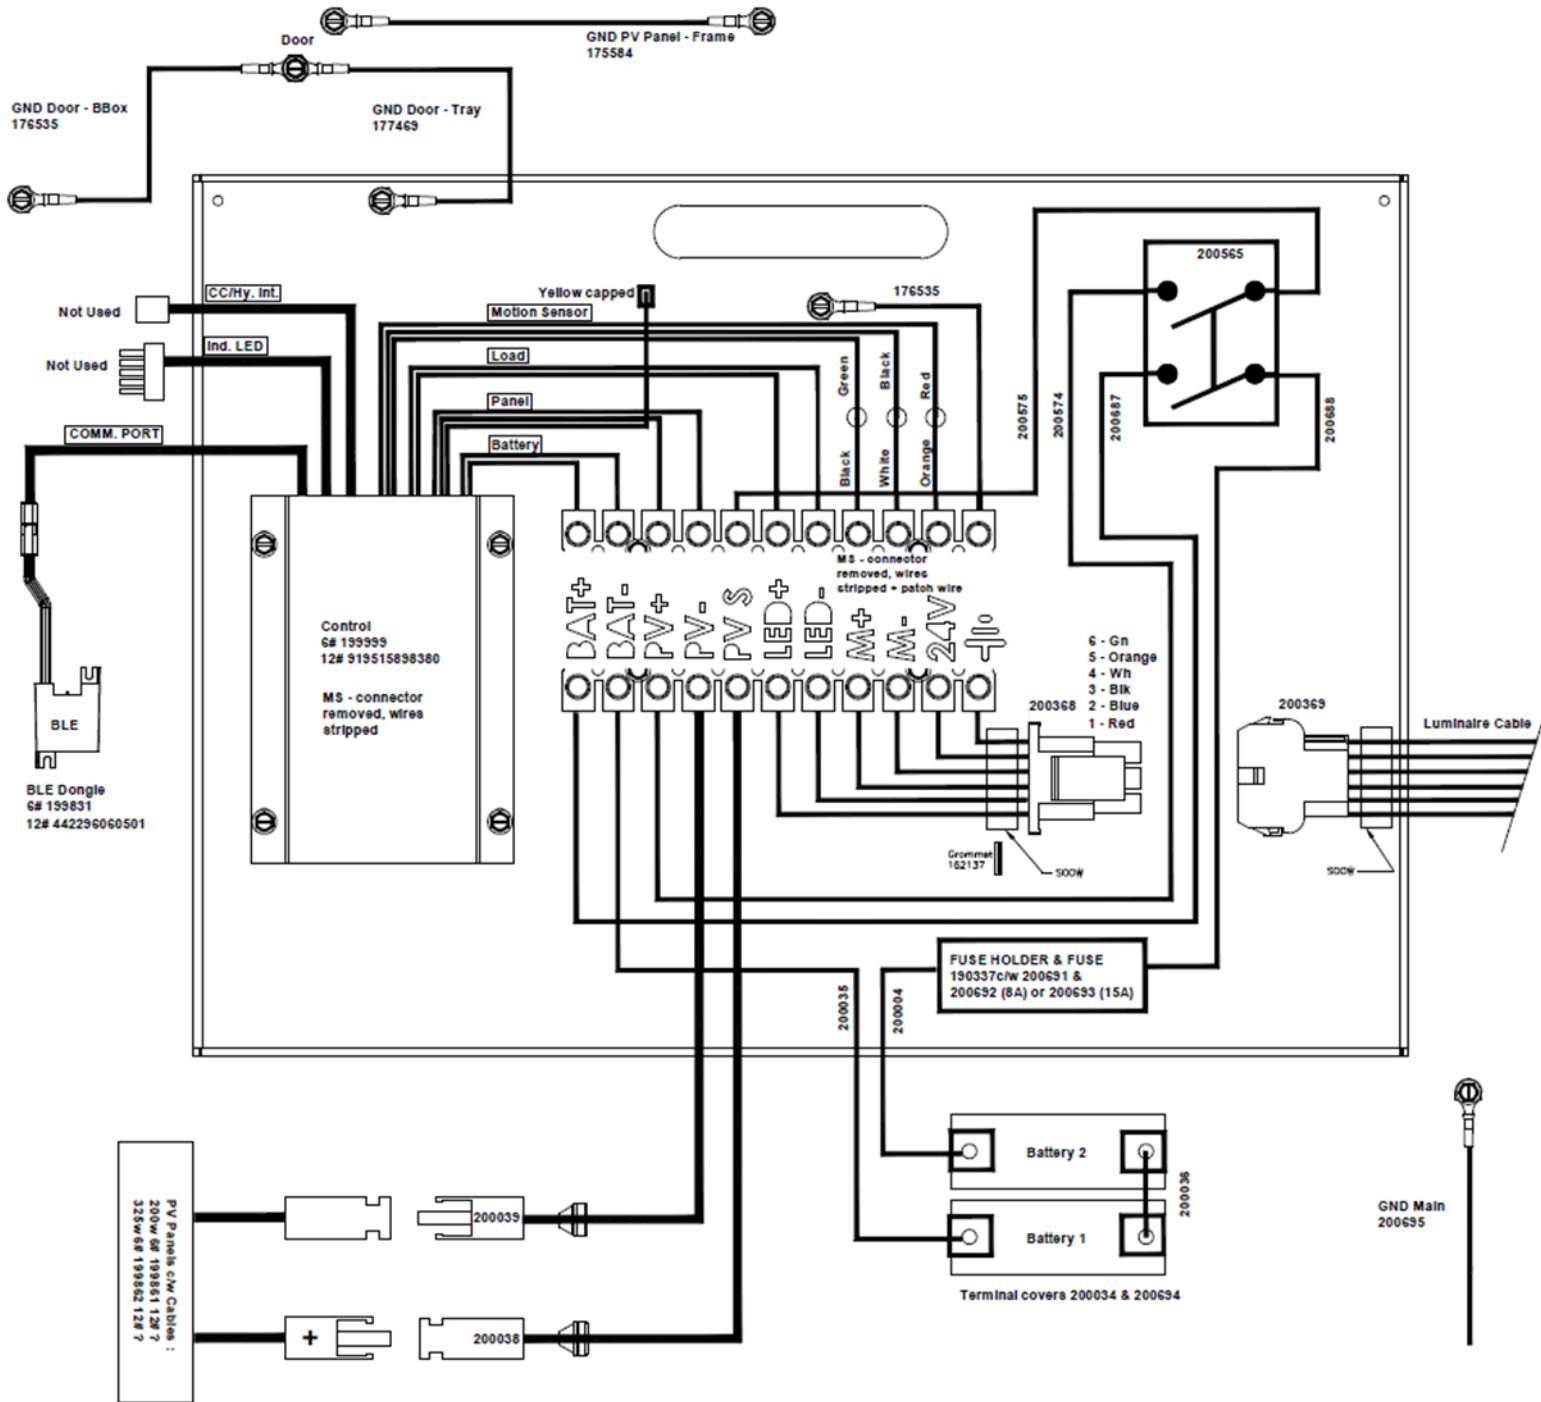 GND PV Panel - Frame
175584
Door
GND Door - BBox
176535
GND Door - Tray
177469
200565
CC/Hy. Int.
Not Used
Yellow capped
176535
Motion Sensor
Ind. LED
Not Used
Load
Green
Black
Red
Panel
200575
200574
200687
200688
COMM. PORT
Battery
Black
White
Orange
MS - connector
removed, wires
stripped + patch wire
BAT+
BAT-
PV+
PV-
PV S
LED+
LED-
M+
M-
24V
Control
6# 199999
12# 919515898380
MS - connector
removed, wires
stripped
6 - Gn
5 - Orange
4 - Wh
3 - Blk
2 - Blue
1 - Red
200368
200369
Luminaire Cable
BLE
BLE Dongle
6# 199831
12# 442296060501
Grommet
162137
SOOW
SOOW
FUSE HOLDER & FUSE
190337c/w 200691 &
200692 (8A) or 200693 (15A)
200035
200004
Battery 2
200036
Battery 1
Terminal covers 200034 & 200694
GND Main
200695
PV Panels c/w Cables :
200w 6# 199861 12# ?
325w 6# 199862 12# ?
200039
+
200038